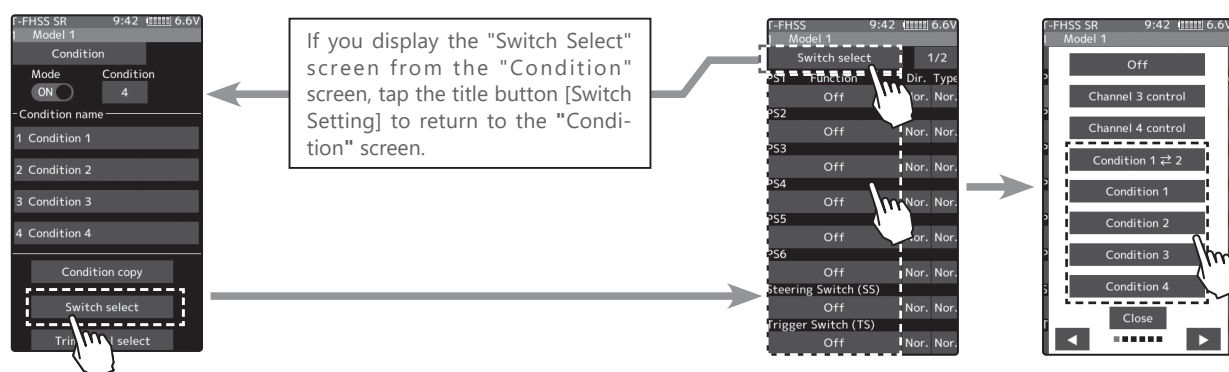 T-FHSS SR 9:42 6.6V
1 Model 1
Condition
Mode Condition
ON 4
Condition name
1 Condition 1
2 Condition 2
3 Condition 3
4 Condition 4
Condition copy
Switch select
select
If you display the "Switch Select"
screen from the "Condition"
screen, tap the title button [Switch
Setting] to return to the "Condi-
tion" screen.
T-FHSS 9:42 6.6V
1 Model 1
Switch select 1/2
PS1 Function Dir. Type
Off Nor. Nor.
PS2
Off Nor. Nor.
PS3
Off Nor. Nor.
PS4
Off Nor. Nor.
PS5
Off Nor. Nor.
PS6
Off Nor. Nor.
Steering Switch (SS)
Off Nor. Nor.
Trigger Switch (TS)
Off Nor. Nor.
T-FHSS SR 9:42 6.6V
1 Model 1
Off
Channel 3 control
Channel 4 control
Condition 1 ⇄ 2
Condition 1
Condition 2
Condition 3
Condition 4
Close